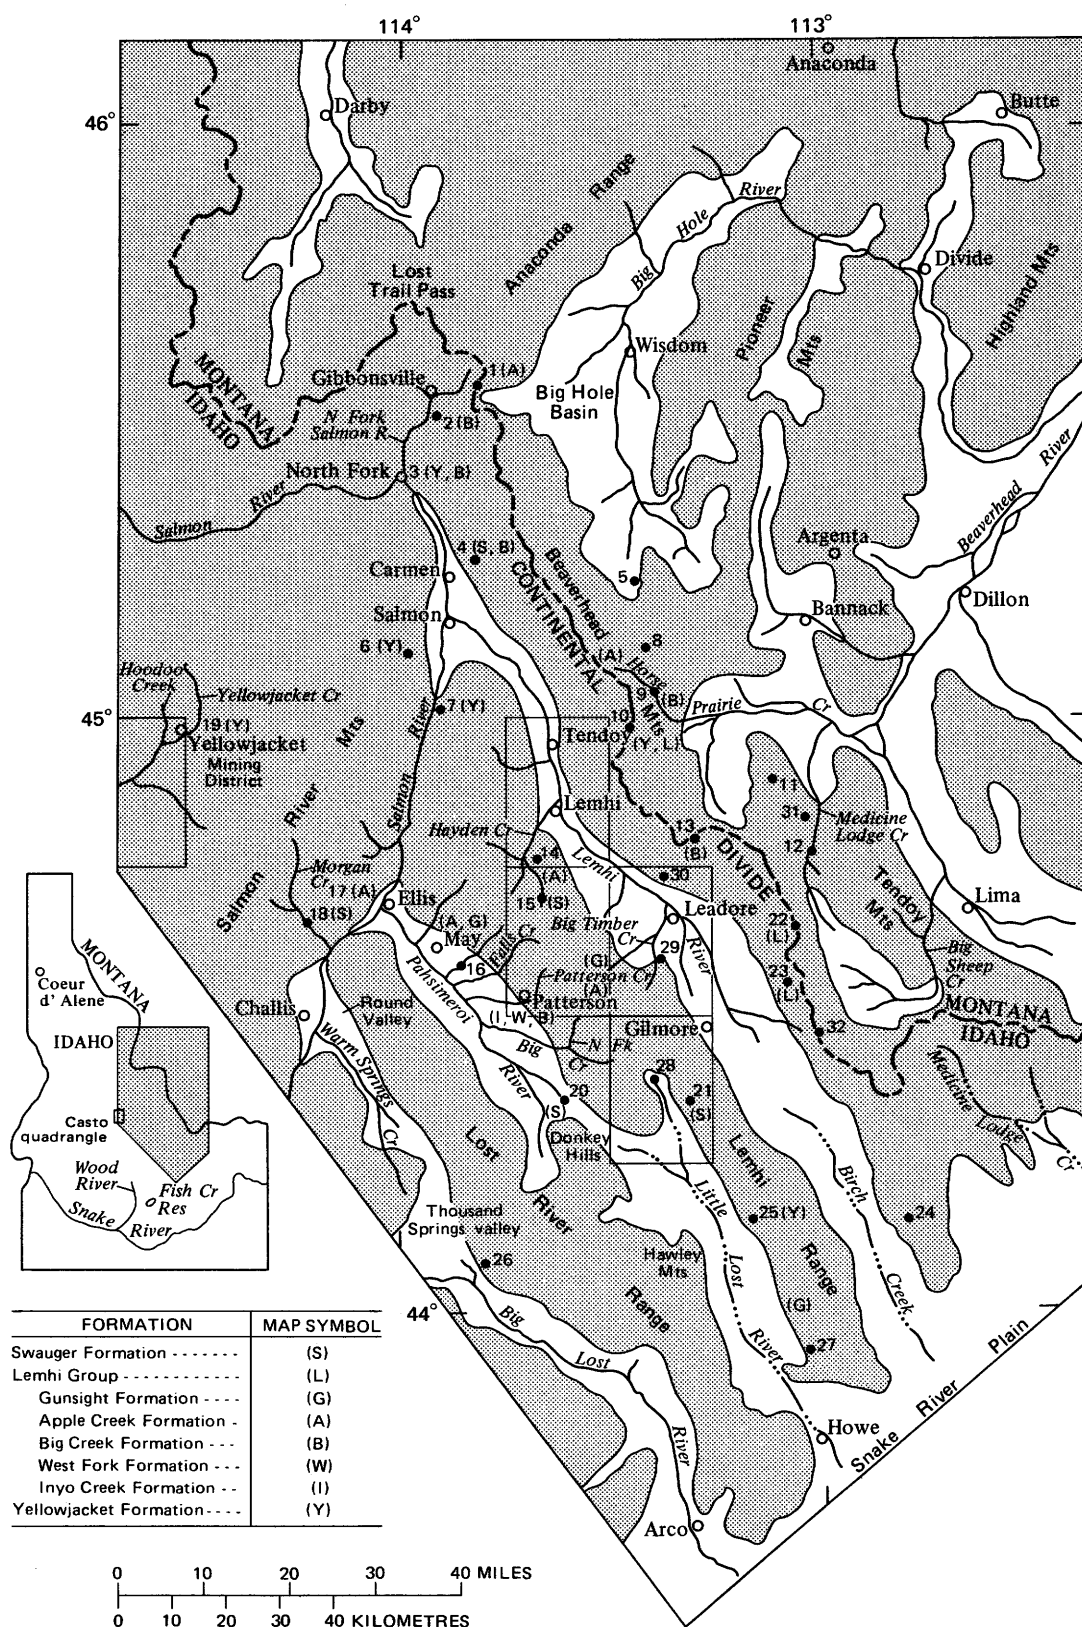 114°
113°
Anaconda
Darby
Butte
46°
Anaconda Range
Big Hole River
Divide
Lost
Trail Pass
Pioneer Mts
Highland Mts
Wisdom
MONTANA
IDAHO
Gibbonsville
1 (A)
Big Hole
Basin
2 (B)
N Fork
Salmon R
North Fork
3 (Y, B)
River
Salmon River
Beaverhead
4 (S, B)
Argenta
Carmen
5
CONTINENTAL
Beaverhead Mts
Dillon
Bannack
Salmon
8
(A)
6 (Y)
Horse
Prairie Cr
9
(B)
Hoodoo
Creek
Yellowjacket Cr
7 (Y)
45°
10
(Y, L)
19 (Y)
Yellowjacket
Mining
District
Tendoy
11
Lemhi
31
Medicine
Lodge Cr
Salmon River Mts
Salmon River
Hayden Cr
13
(B)
DIVIDE
12
14
(A)
Lemhi River
30
Morgan
Cr
17 (A)
Ellis
15 (S)
Tendoy
Mts
Lima
18 (S)
(A, G)
May
Falls Cr
Big Timber
Cr
Leadore
22
(L)
16
29
(G)
Big
Sheep
Cr
Patterson Cr
(A)
23
(L)
Pahsimeroi River
Patterson
(I, W, B)
MONTANA
IDAHO
Challis
Round
Valley
Gilmore
32
N Fk
Big Cr
Warm Springs Cr
28
Medicine Lodge Cr
20
(S)
21
(S)
Donkey
Hills
MONTANA
Coeur
d' Alene
IDAHO
Casto
quadrangle
Wood
River
Fish Cr
Res
Snake River
Lost River Range
Lemhi Range
Birch Creek
Little Lost River
Thousand
Springs valley
25 (Y)
24
Hawley
Mts
26
44°
(G)
27
Big Lost River
Snake River Plain
Howe
Arco
FORMATION MAP SYMBOL
Swauger Formation ------- (S)
Lemhi Group ------------ (L)
Gunsight Formation ---- (G)
Apple Creek Formation - (A)
Big Creek Formation --- (B)
West Fork Formation --- (W)
Inyo Creek Formation -- (I)
Yellowjacket Formation---- (Y)
0 10 20 30 40 MILES
0 10 20 30 40 KILOMETRES